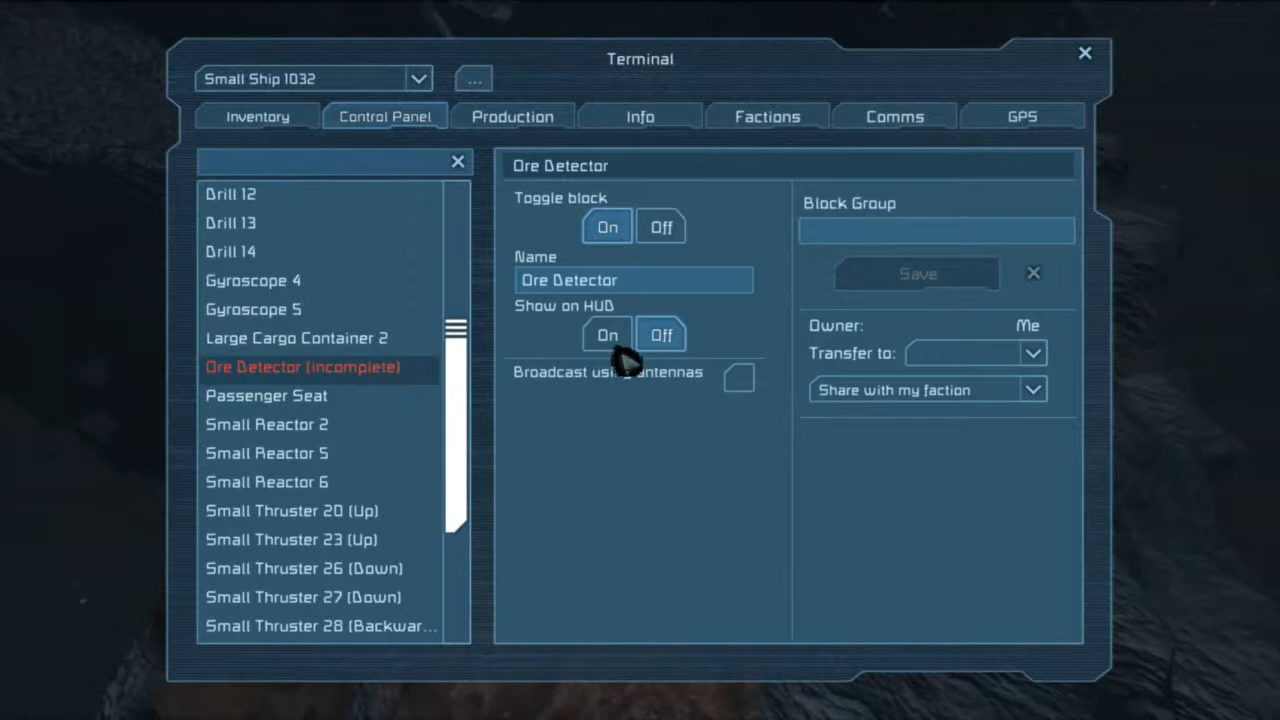 Terminal
Small Ship 1032
...
Inventory
Control Panel
Production
Info
Factions
Comms
GPS
Drill 12
Drill 13
Drill 14
Gyroscope 4
Gyroscope 5
Large Cargo Container 2
Ore Detector (incomplete)
Passenger Seat
Small Reactor 2
Small Reactor 5
Small Reactor 6
Small Thruster 20 (Up)
Small Thruster 23 (Up)
Small Thruster 26 (Down)
Small Thruster 27 (Down)
Small Thruster 28 (Backwar...
Ore Detector
Toggle block
On
Off
Name
Ore Detector
Show on HUD
On
Off
Broadcast using antennas
Block Group
Save
Owner:
Me
Transfer to:
Share with my faction